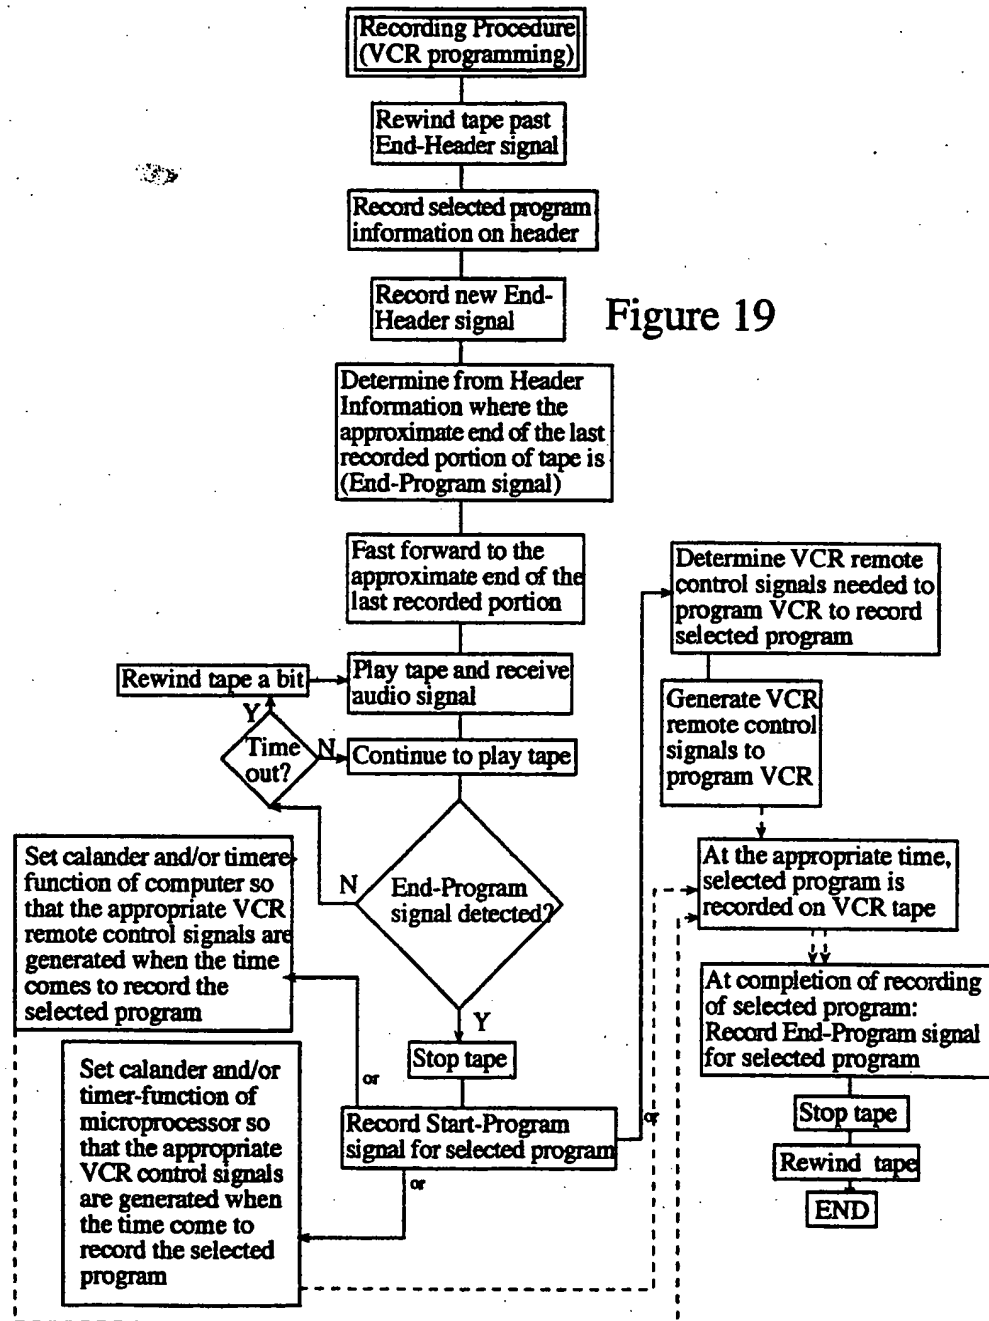 Recording Procedure
(VCR programming)
Rewind tape past
End-Header signal
Record selected program
information on header
Record new End-
Header signal
Figure 19
Determine from Header
Information where the
approximate end of the last
recorded portion of tape is
(End-Program signal)
Fast forward to the
approximate end of the
last recorded portion
Play tape and receive
audio signal
Rewind tape a bit
Y
Time
out?
N
Continue to play tape
End-Program
signal detected?
N
Y
Stop tape
Record Start-Program
signal for selected program
or
or
or
Set calander and/or timere-
function of computer so
that the appropriate VCR
remote control signals are
generated when the time
comes to record the
selected program
Set calander and/or
timer-function of
microprocessor so
that the appropriate
VCR control signals
are generated when
the time come to
record the selected
program
Determine VCR remote
control signals needed to
program VCR to record
selected program
Generate VCR
remote control
signals to
program VCR
At the appropriate time,
selected program is
recorded on VCR tape
At completion of recording
of selected program:
Record End-Program signal
for selected program
Stop tape
Rewind tape
END